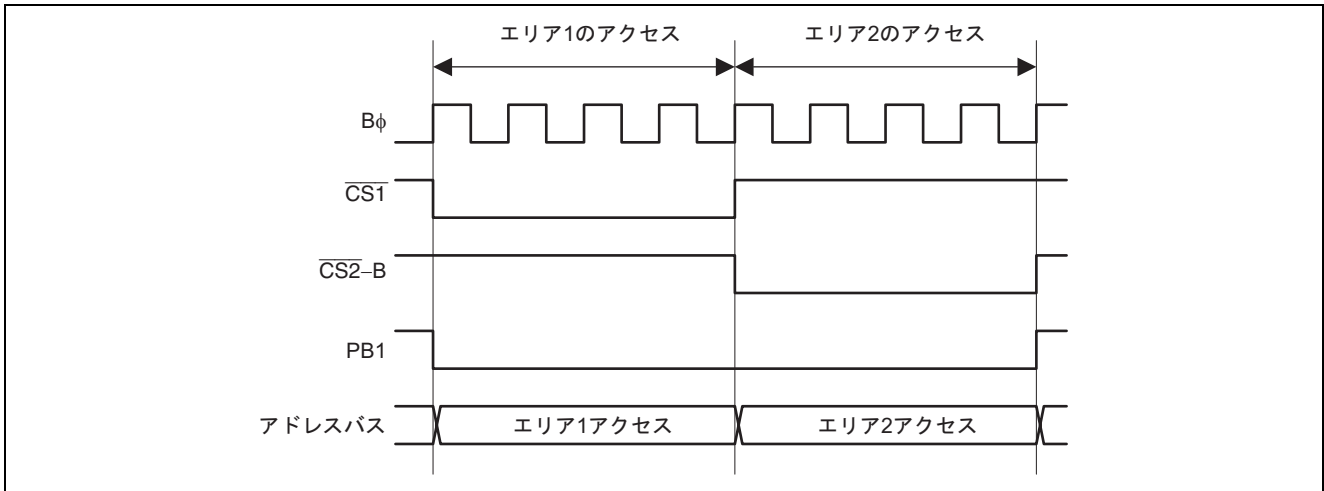 エリア1のアクセス エリア2のアクセス
Bφ
CS1
CS2–B
PB1
アドレスバス エリア1アクセス エリア2アクセス